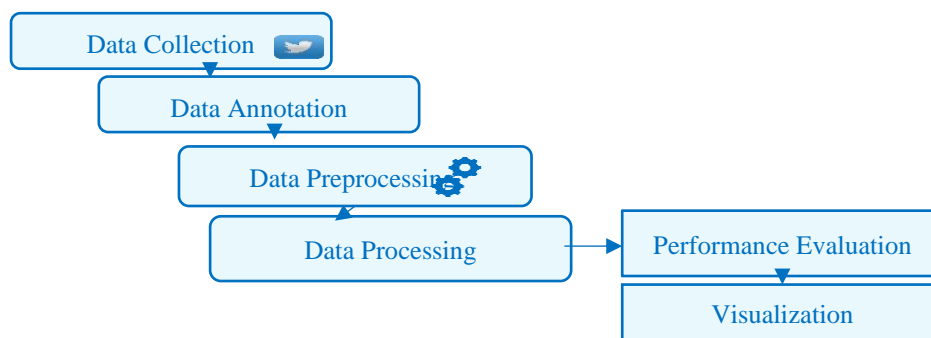 Data Collection
Data Annotation
Data Preprocessing
Data Processing
Performance Evaluation
Visualization